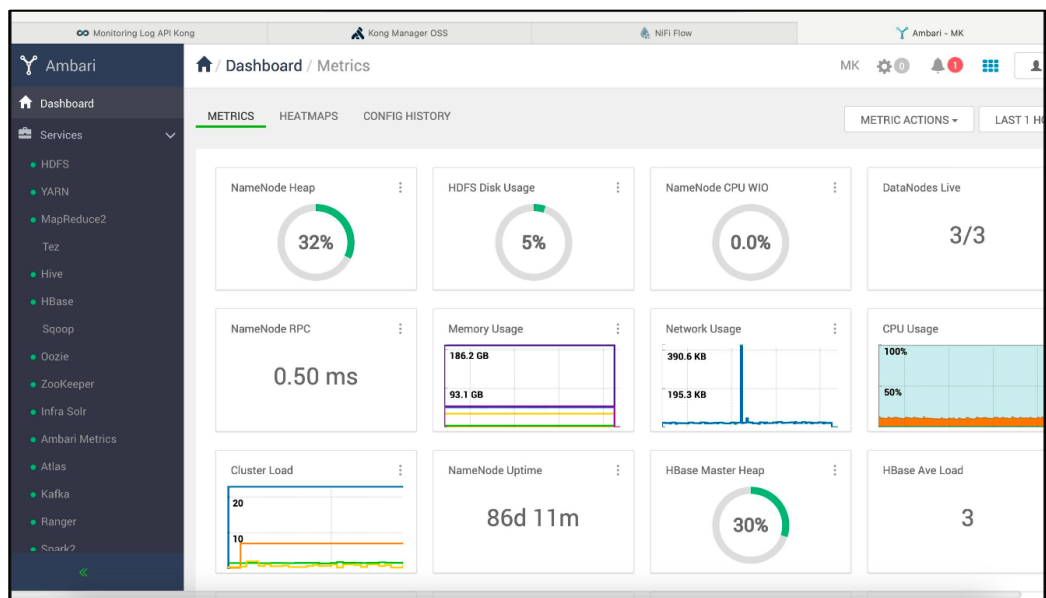 Monitoring Log API Kong
Kong Manager OSS
NiFi Flow
Ambari - MK
Ambari
/ Dashboard / Metrics
MK
0
1
Dashboard
Services
HDFS
YARN
MapReduce2
Tez
Hive
HBase
Sqoop
Oozie
ZooKeeper
Infra Solr
Ambari Metrics
Atlas
Kafka
Ranger
Spark2
«
METRICS
HEATMAPS
CONFIG HISTORY
METRIC ACTIONS
LAST 1 HO
NameNode Heap
32%
HDFS Disk Usage
5%
NameNode CPU WIO
0.0%
DataNodes Live
3/3
NameNode RPC
0.50 ms
Memory Usage
186.2 GB
93.1 GB
Network Usage
390.6 KB
195.3 KB
CPU Usage
100%
50%
Cluster Load
20
10
NameNode Uptime
86d 11m
HBase Master Heap
30%
HBase Ave Load
3